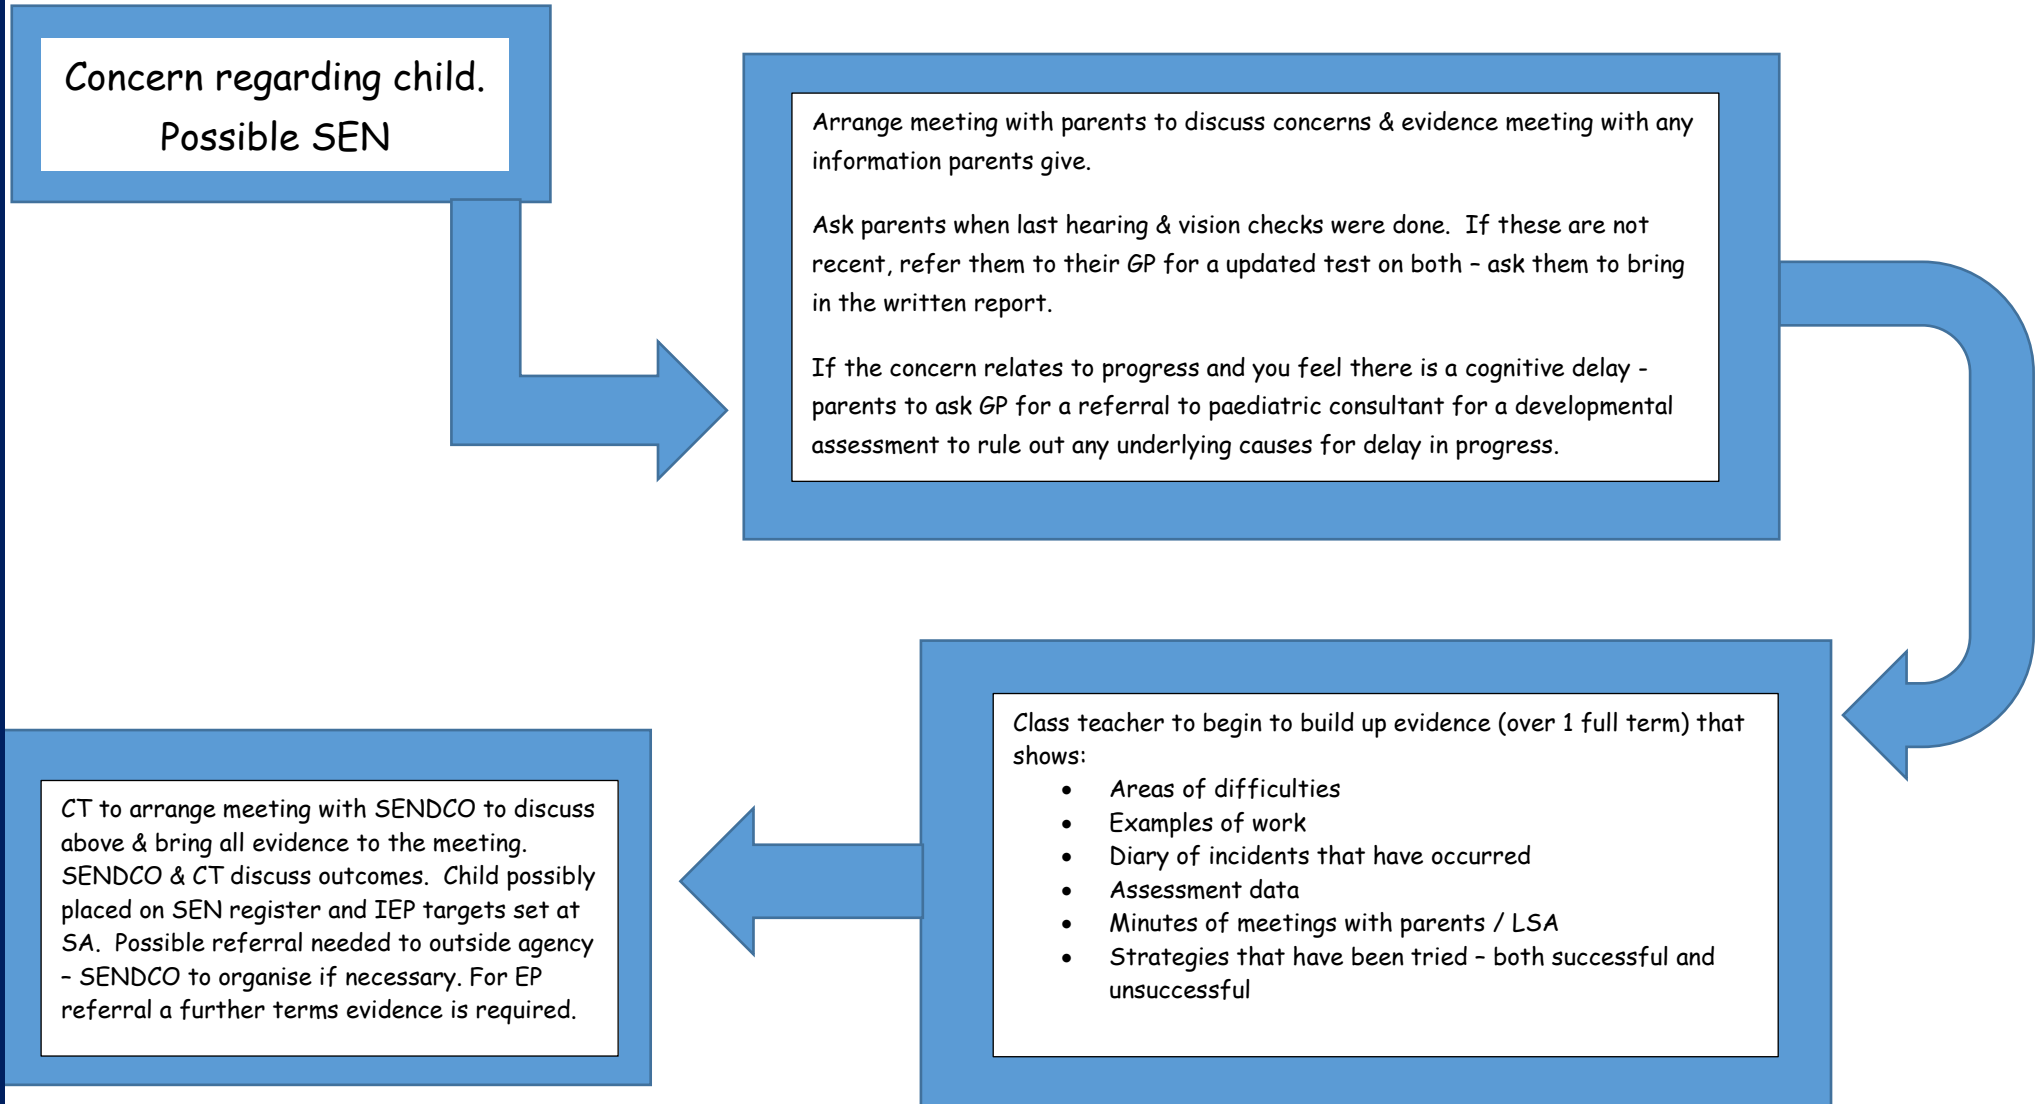 Concern regarding child.
Possible SEN
Arrange meeting with parents to discuss concerns & evidence meeting with any
information parents give.
Ask parents when last hearing & vision checks were done.  If these are not
recent, refer them to their GP for a updated test on both – ask them to bring
in the written report.
If the concern relates to progress and you feel there is a cognitive delay -
parents to ask GP for a referral to paediatric consultant for a developmental
assessment to rule out any underlying causes for delay in progress.
Class teacher to begin to build up evidence (over 1 full term) that
shows:
• Areas of difficulties
• Examples of work
• Diary of incidents that have occurred
• Assessment data
• Minutes of meetings with parents / LSA
• Strategies that have been tried – both successful and
unsuccessful
CT to arrange meeting with SENDCO to discuss
above & bring all evidence to the meeting.
SENDCO & CT discuss outcomes.  Child possibly
placed on SEN register and IEP targets set at
SA.  Possible referral needed to outside agency
– SENDCO to organise if necessary. For EP
referral a further terms evidence is required.